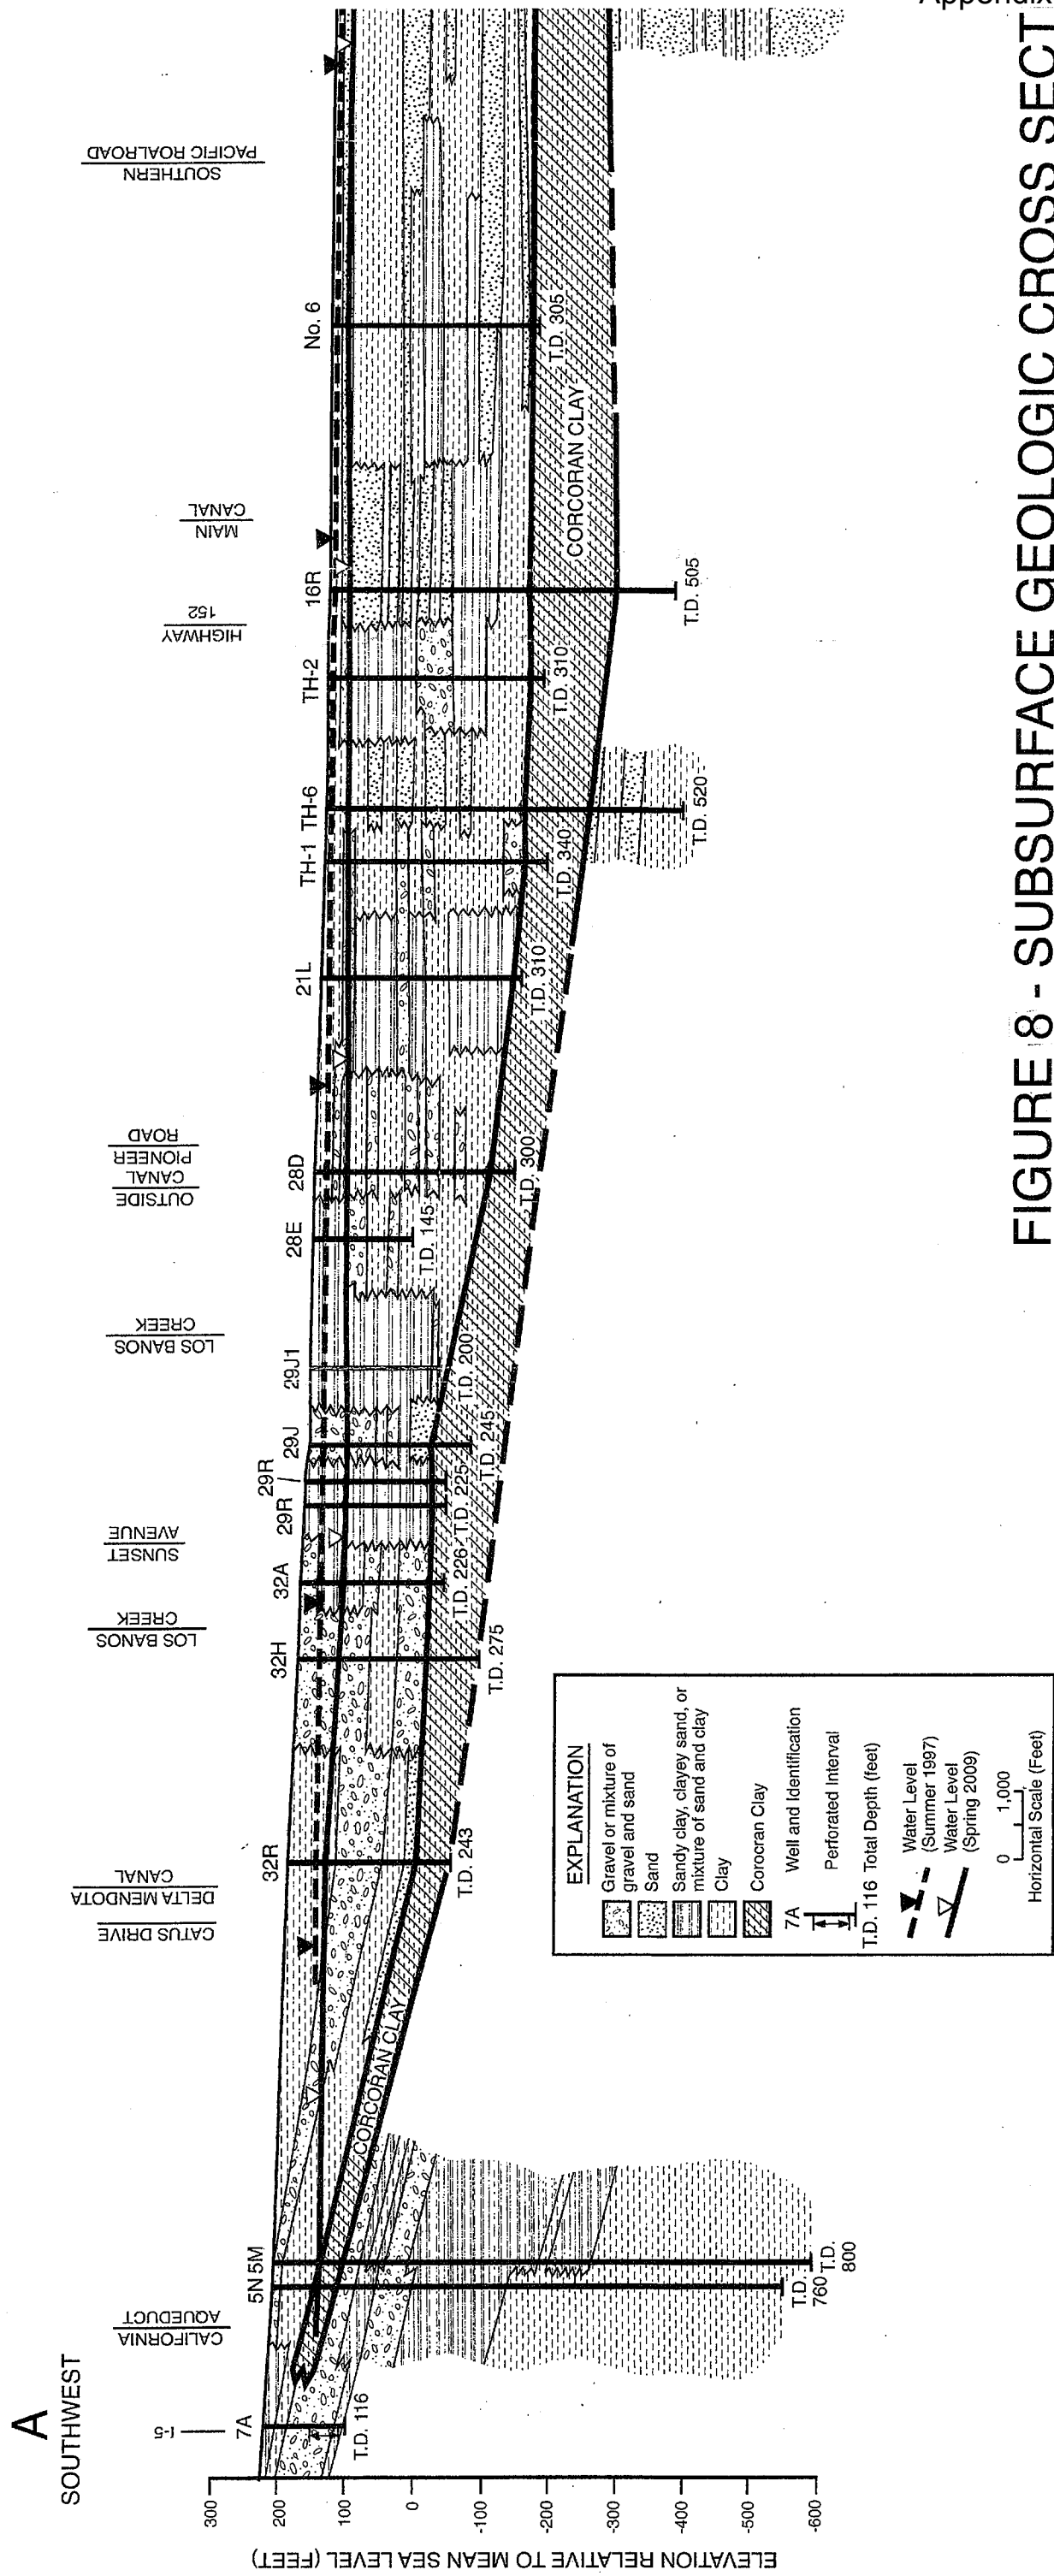 Appendix
A
SOUTHWEST
I-5
CALIFORNIA
AQUEDUCT
CATUS DRIVE
DELTA MENDOTA
CANAL
LOS BANOS
CREEK
SUNSET
AVENUE
LOS BANOS
CREEK
OUTSIDE
CANAL
PIONEER
ROAD
HIGHWAY
152
MAIN
CANAL
SOUTHERN
PACIFIC ROALROAD
7A
5N
5M
32R
32H
32A
29R
29R
29J
29J1
28E
28D
21L
TH-1
TH-6
TH-2
16R
No. 6
300
200
100
0
-100
-200
-300
-400
-500
-600
ELEVATION RELATIVE TO MEAN SEA LEVEL (FEET)
T.D. 116
T.D.
760
T.D.
800
T.D. 243
T.D. 275
T.D. 226
T.D. 225
T.D. 245
T.D. 200
T.D. 145
T.D. 300
T.D. 310
T.D. 340
T.D. 520
T.D. 310
T.D. 505
T.D. 305
CORCORAN CLAY
CORCORAN CLAY
EXPLANATION
Gravel or mixture of
gravel and sand
Sand
Sandy clay, clayey sand, or
mixture of sand and clay
Clay
Corocran Clay
7A
Well and Identification
Perforated Interval
T.D. 116 Total Depth (feet)
Water Level
(Summer 1997)
Water Level
(Spring 2009)
0
1,000
Horizontal Scale (Feet)
FIGURE 8 - SUBSURFACE GEOLOGIC CROSS SECT